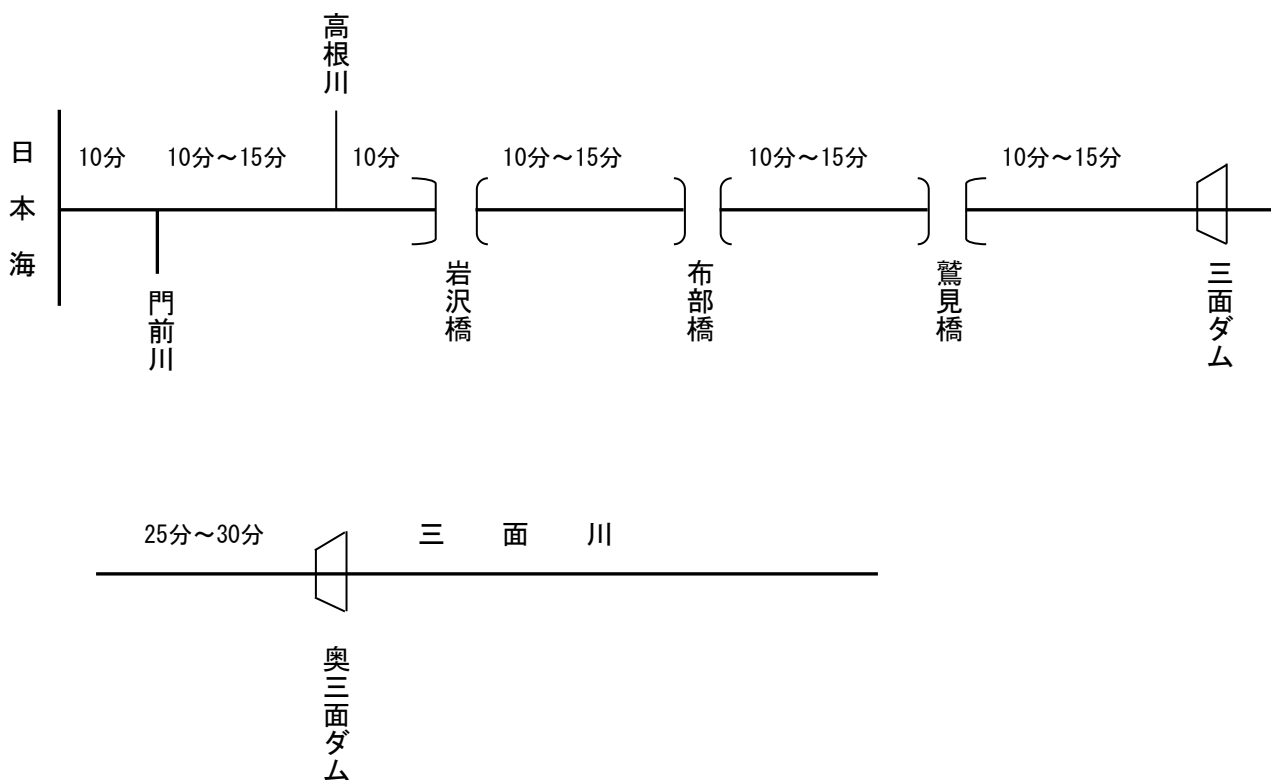 高根川
日本海
10分
10分～15分
10分
10分～15分
10分～15分
10分～15分
門前川
岩沢橋
布部橋
鷲見橋
三面ダム
25分～30分
三面川
奥三面ダム